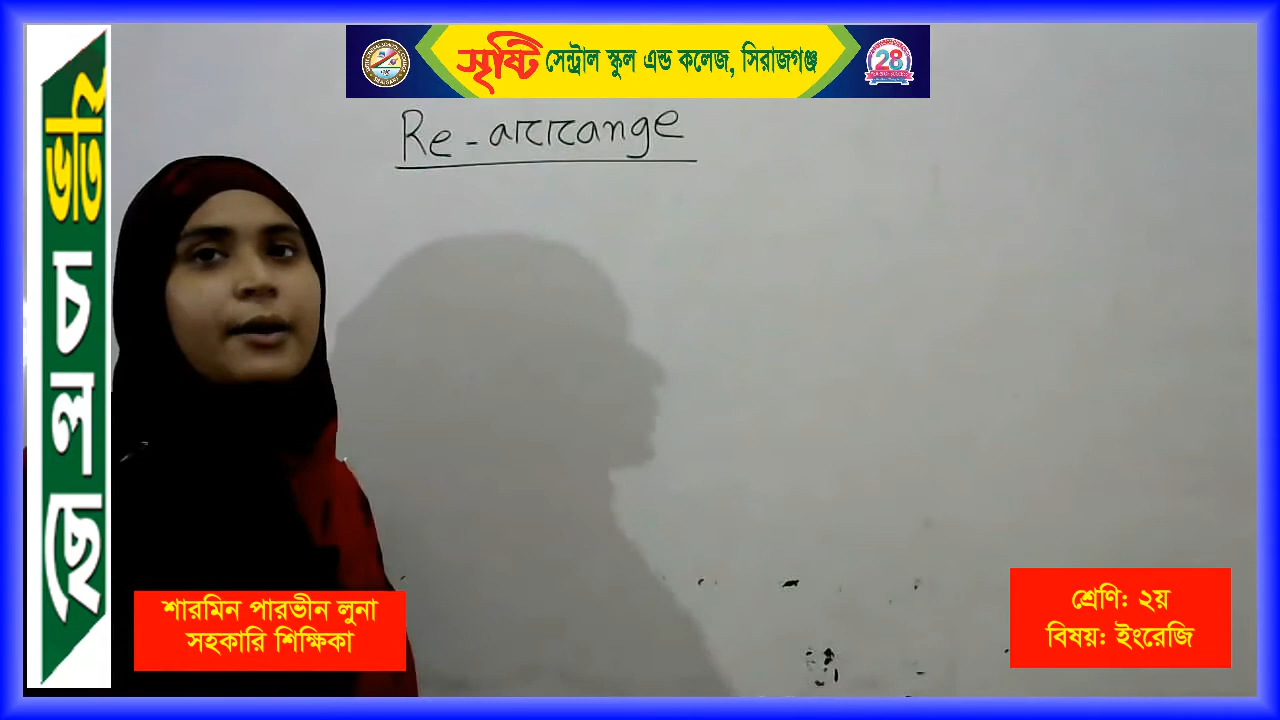 সৃষ্টি সেন্ট্রাল স্কুল এন্ড কলেজ, সিরাজগঞ্জ
28
Re-arrange
ভর্তি চলছে
শারমিন পারভীন লুনা
সহকারি শিক্ষিকা
শ্রেণি: ২য়
বিষয়: ইংরেজি